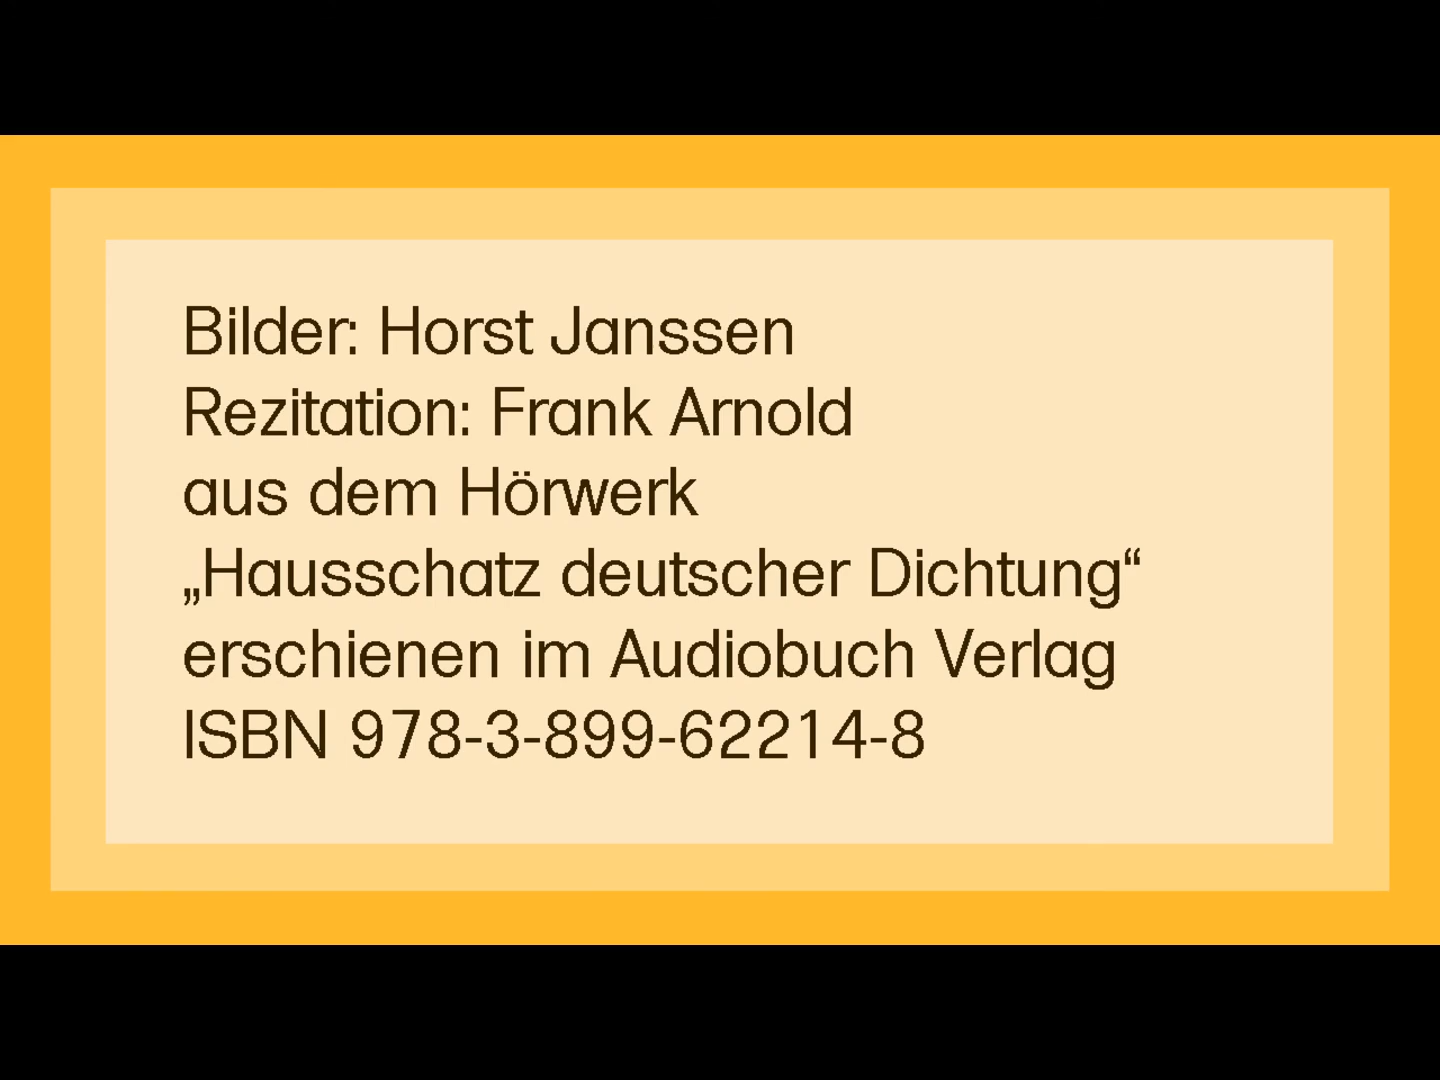 Bilder: Horst Janssen
Rezitation: Frank Arnold
aus dem Hörwerk
„Hausschatz deutscher Dichtung“
erschienen im Audiobuch Verlag
ISBN 978-3-899-62214-8